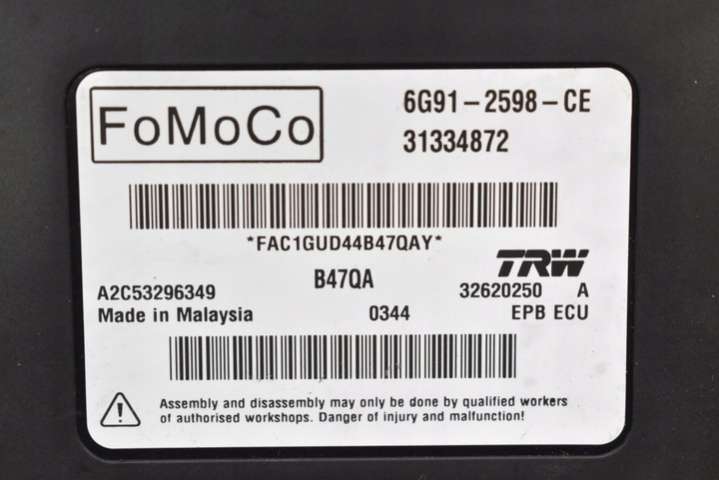 FoMoCo
6G91-2598-CE
31334872
*FAC1GUD44B47QAY*
TRW
B47QA
A2C53296349
32620250 A
Made in Malaysia
0344
EPB ECU
Assembly and disassembly may only be done by qualified workers
of authorised workshops. Danger of injury and malfunction!